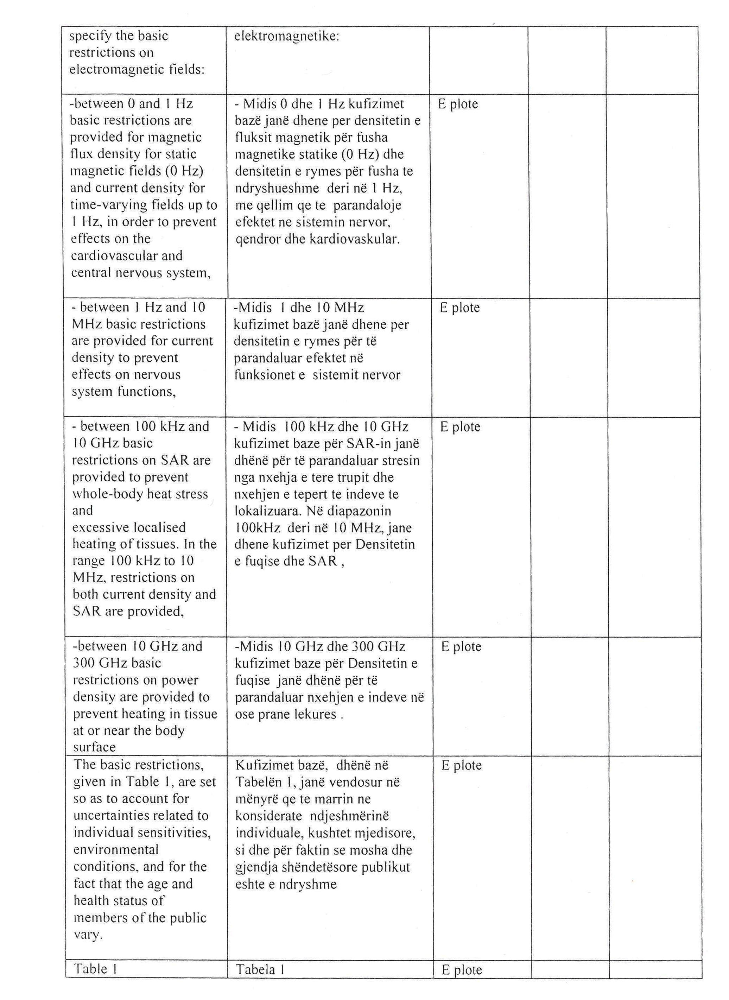 specify the basic
restrictions on
electromagnetic fields:
elektromagnetike:
-between 0 and 1 Hz
basic restrictions are
provided for magnetic
flux density for static
magnetic fields (0 Hz)
and current density for
time-varying fields up to
1 Hz, in order to prevent
effects on the
cardiovascular and
central nervous system,
- Midis 0 dhe 1 Hz kufizimet
bazë janë dhene per densitetin e
fluksit magnetik për fusha
magnetike statike (0 Hz) dhe
densitetin e rymes për fusha te
ndryshueshme deri në 1 Hz,
me qellim qe te parandaloje
efektet ne sistemin nervor,
qendror dhe kardiovaskular.
E plote
- between 1 Hz and 10
MHz basic restrictions
are provided for current
density to prevent
effects on nervous
system functions,
-Midis 1 dhe 10 MHz
kufizimet bazë janë dhene per
densitetin e rymes për të
parandaluar efektet në
funksionet e sistemit nervor
E plote
- between 100 kHz and
10 GHz basic
restrictions on SAR are
provided to prevent
whole-body heat stress
and
excessive localised
heating of tissues. In the
range 100 kHz to 10
MHz, restrictions on
both current density and
SAR are provided,
- Midis 100 kHz dhe 10 GHz
kufizimet baze për SAR-in janë
dhënë për të parandaluar stresin
nga nxehja e tere trupit dhe
nxehjen e tepert te indeve te
lokalizuara. Në diapazonin
100kHz deri në 10 MHz, jane
dhene kufizimet per Densitetin
e fuqise dhe SAR ,
E plote
-between 10 GHz and
300 GHz basic
restrictions on power
density are provided to
prevent heating in tissue
at or near the body
surface
-Midis 10 GHz dhe 300 GHz
kufizimet baze për Densitetin e
fuqise janë dhënë për të
parandaluar nxehjen e indeve në
ose prane lekures .
E plote
The basic restrictions,
given in Table 1, are set
so as to account for
uncertainties related to
individual sensitivities,
environmental
conditions, and for the
fact that the age and
health status of
members of the public
vary.
Kufizimet bazë, dhënë në
Tabelën 1, janë vendosur në
mënyrë qe te marrin ne
konsiderate ndjeshmërinë
individuale, kushtet mjedisore,
si dhe për faktin se mosha dhe
gjendja shëndetësore publikut
eshte e ndryshme
E plote
Table 1
Tabela 1
E plote